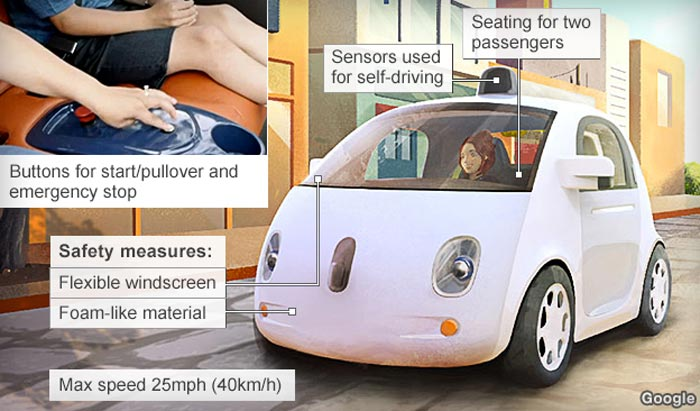 Seating for two
passengers
Sensors used
for self-driving
Buttons for start/pullover and
emergency stop
Safety measures:
Flexible windscreen
Foam-like material
Max speed 25mph (40km/h)
Google